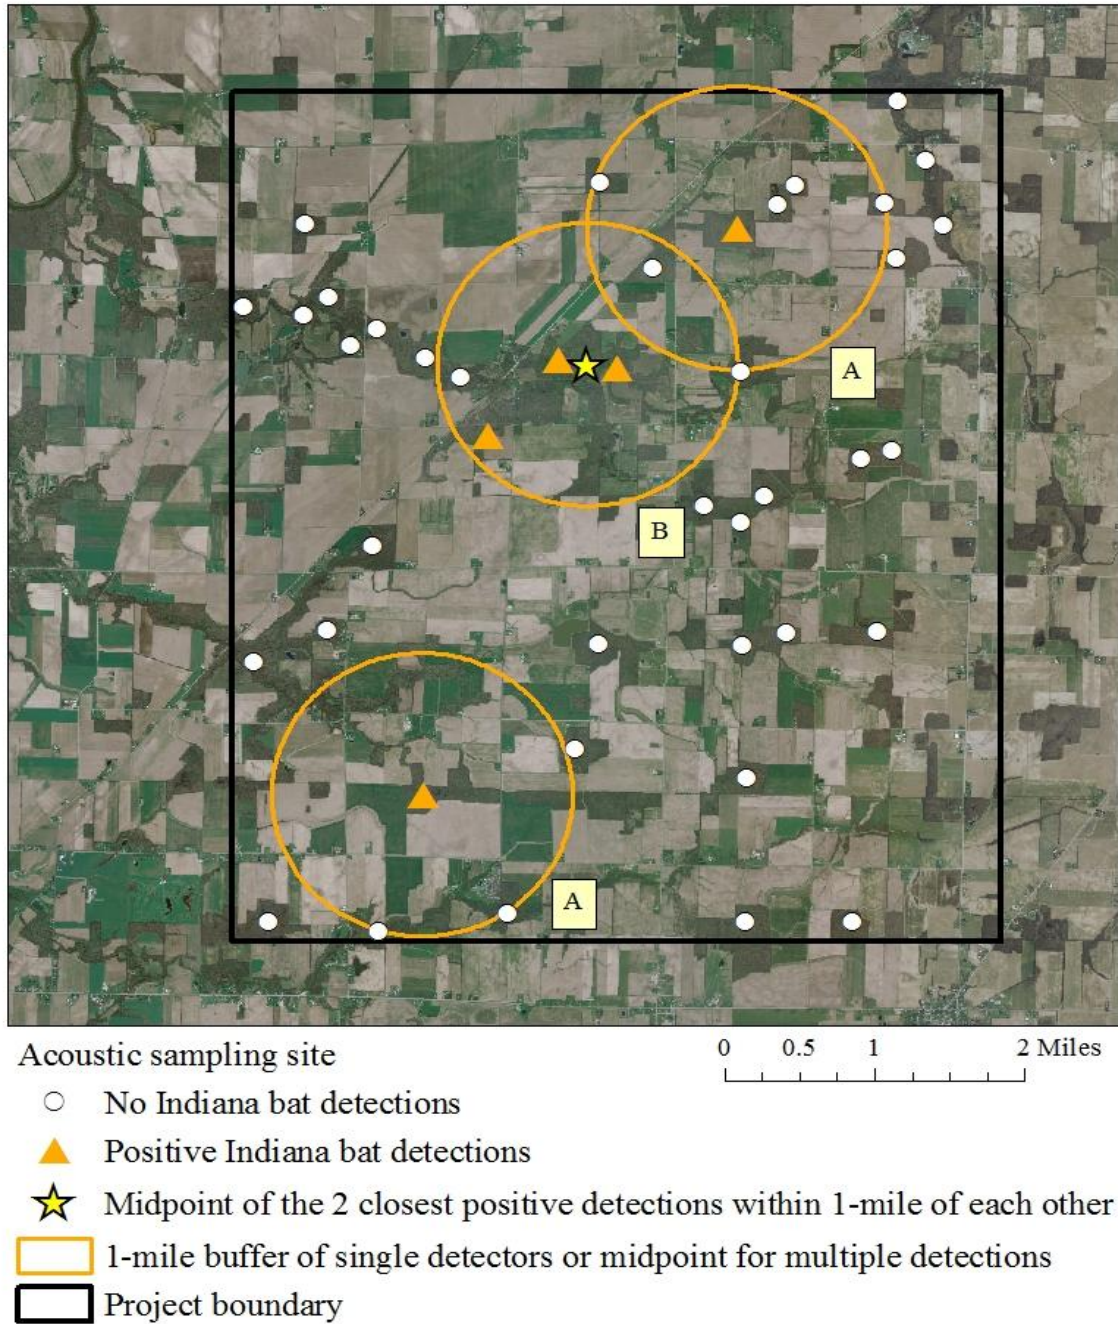 A
B
A
Acoustic sampling site
0 0.5 1 2 Miles
No Indiana bat detections
Positive Indiana bat detections
Midpoint of the 2 closest positive detections within 1-mile of each other
1-mile buffer of single detectors or midpoint for multiple detections
Project boundary